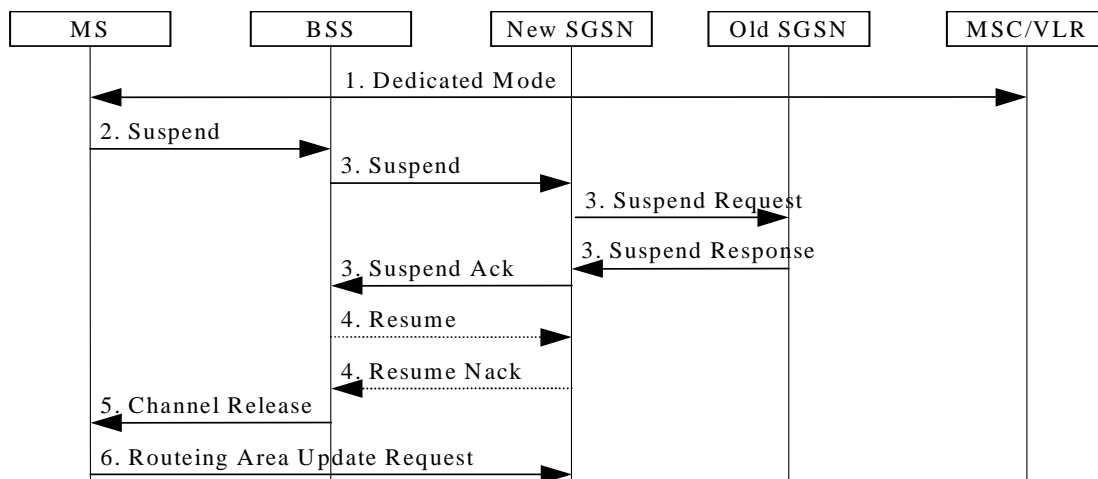 MS
BSS
New SGSN
Old SGSN
MSC/VLR
1. Dedicated Mode
2. Suspend
3. Suspend
3. Suspend Request
3. Suspend Response
3. Suspend Ack
4. Resume
4. Resume Nack
5. Channel Release
6. Routeing Area Update Request